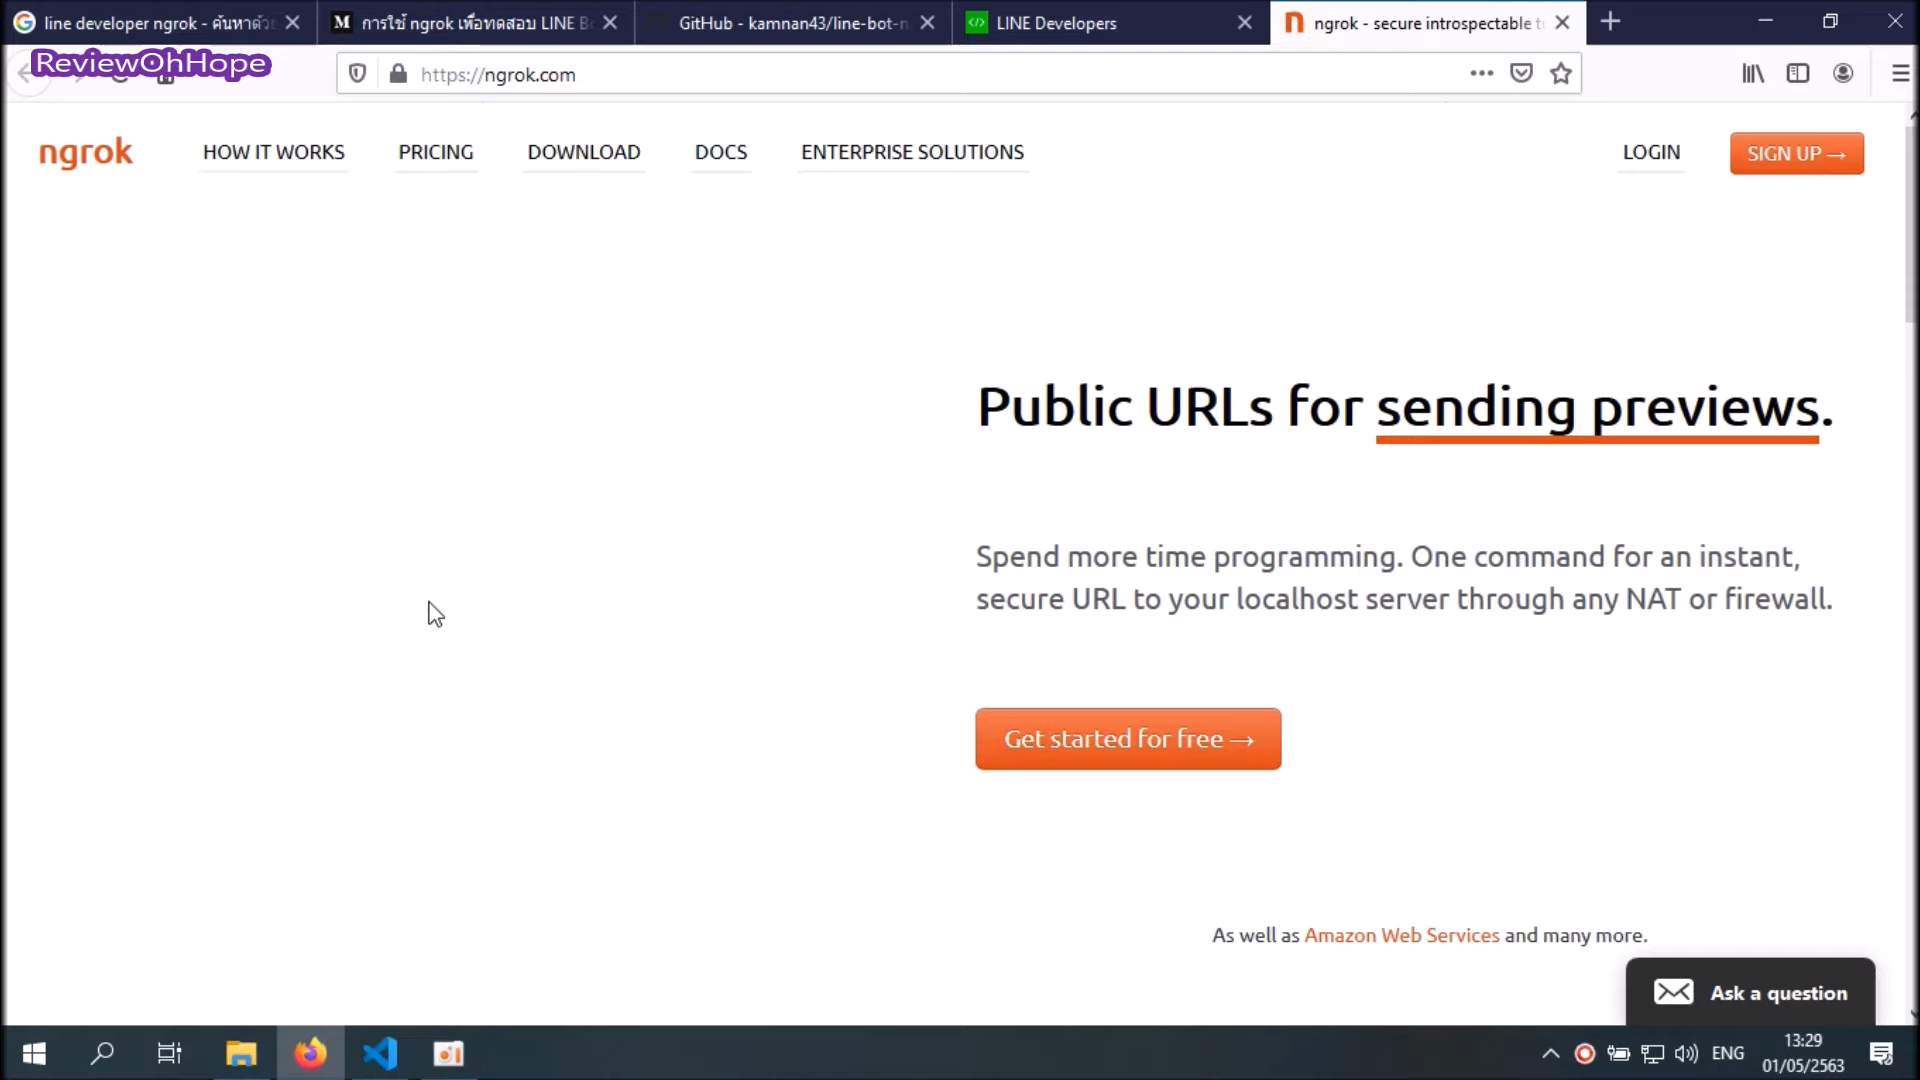 line developer ngrok - ค้นหาด้วย
การใช้ ngrok เพื่อทดสอบ LINE B
GitHub - kamnan43/line-bot-n
LINE Developers
ngrok - secure introspectable t
ReviewOhHope
https://ngrok.com
ngrok
HOW IT WORKS
PRICING
DOWNLOAD
DOCS
ENTERPRISE SOLUTIONS
LOGIN
SIGN UP →
Public URLs for sending previews.
Spend more time programming. One command for an instant,
secure URL to your localhost server through any NAT or firewall.
Get started for free →
As well as Amazon Web Services and many more.
Ask a question
ENG
13:29
01/05/2563